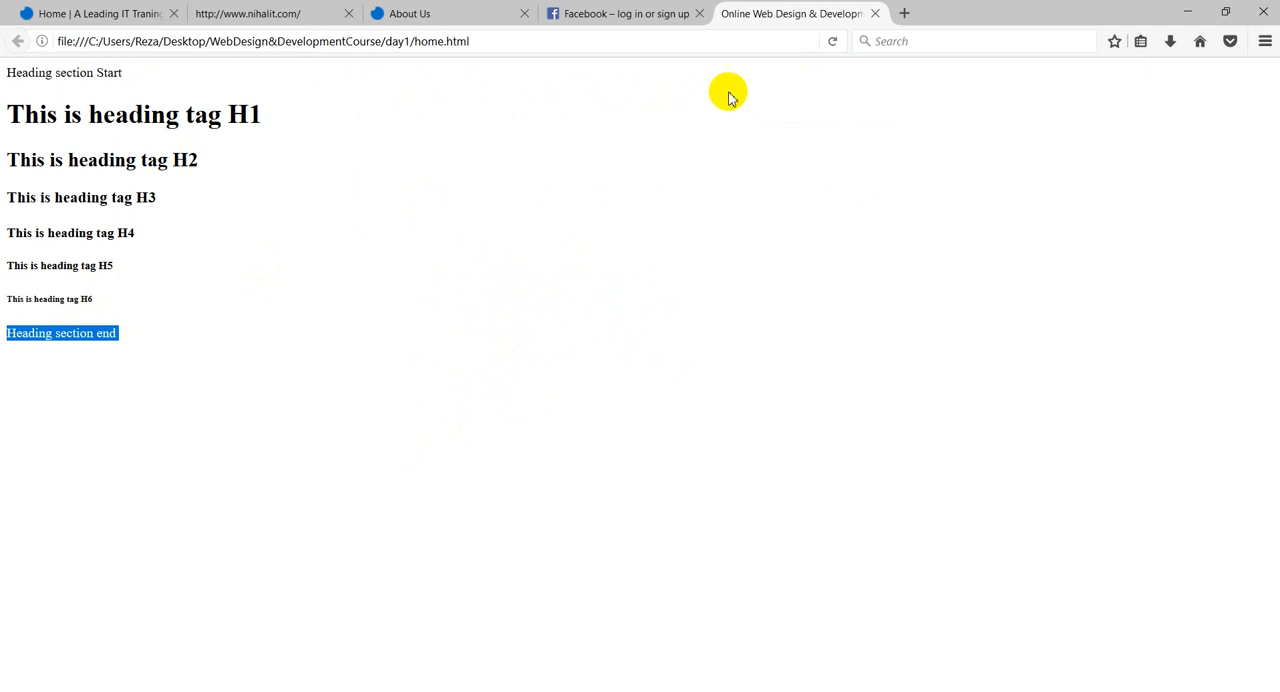 Home | A Leading IT Traning
http://www.nihalit.com/
About Us
Facebook – log in or sign up
Online Web Design & Developm
file:///C:/Users/Reza/Desktop/WebDesign&DevelopmentCourse/day1/home.html
Search
Heading section Start
This is heading tag H1
This is heading tag H2
This is heading tag H3
This is heading tag H4
This is heading tag H5
This is heading tag H6
Heading section end